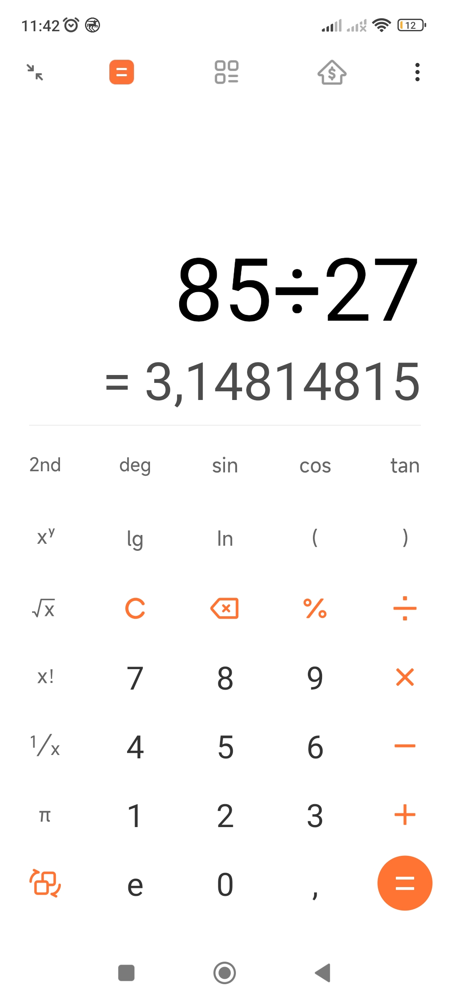 11:42 12
85÷27
= 3,14814815
2nd deg sin cos tan
xʸ lg ln ( )
√x C % ÷
x! 7 8 9 ×
1/x 4 5 6 −
π 1 2 3 +
e 0 , =